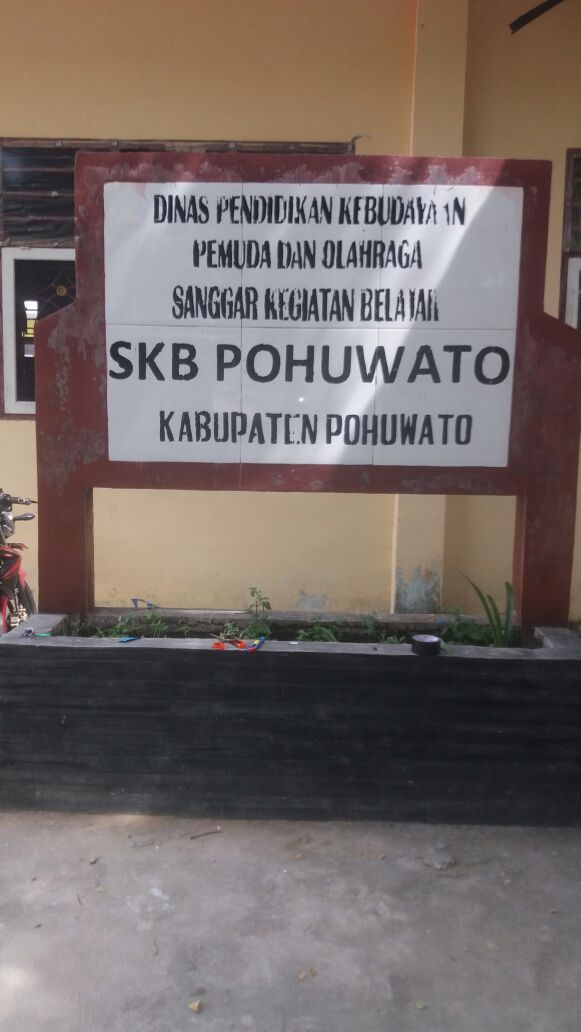 DINAS PENDIDIKAN KEBUDAYAAN
PEMUDA DAN OLAHRAGA
SANGGAR KEGIATAN BELAJAR
SKB POHUWATO
KABUPATEN POHUWATO